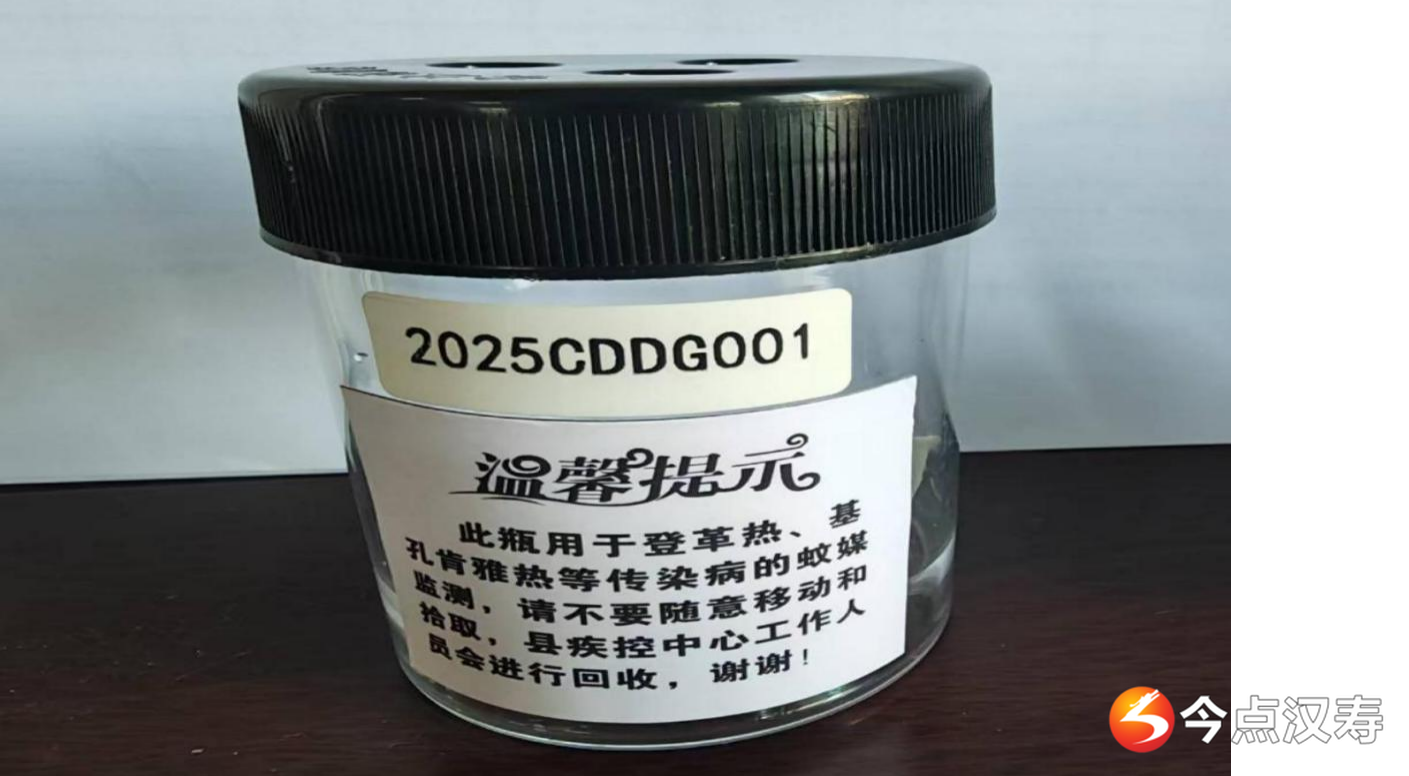 2025CDDG001
温馨提示
此瓶用于登革热、基
孔肯雅热等传染病的蚊媒
监测，请不要随意移动和
拾取，县疾控中心工作人
员会进行回收，谢谢！
今点汉寿